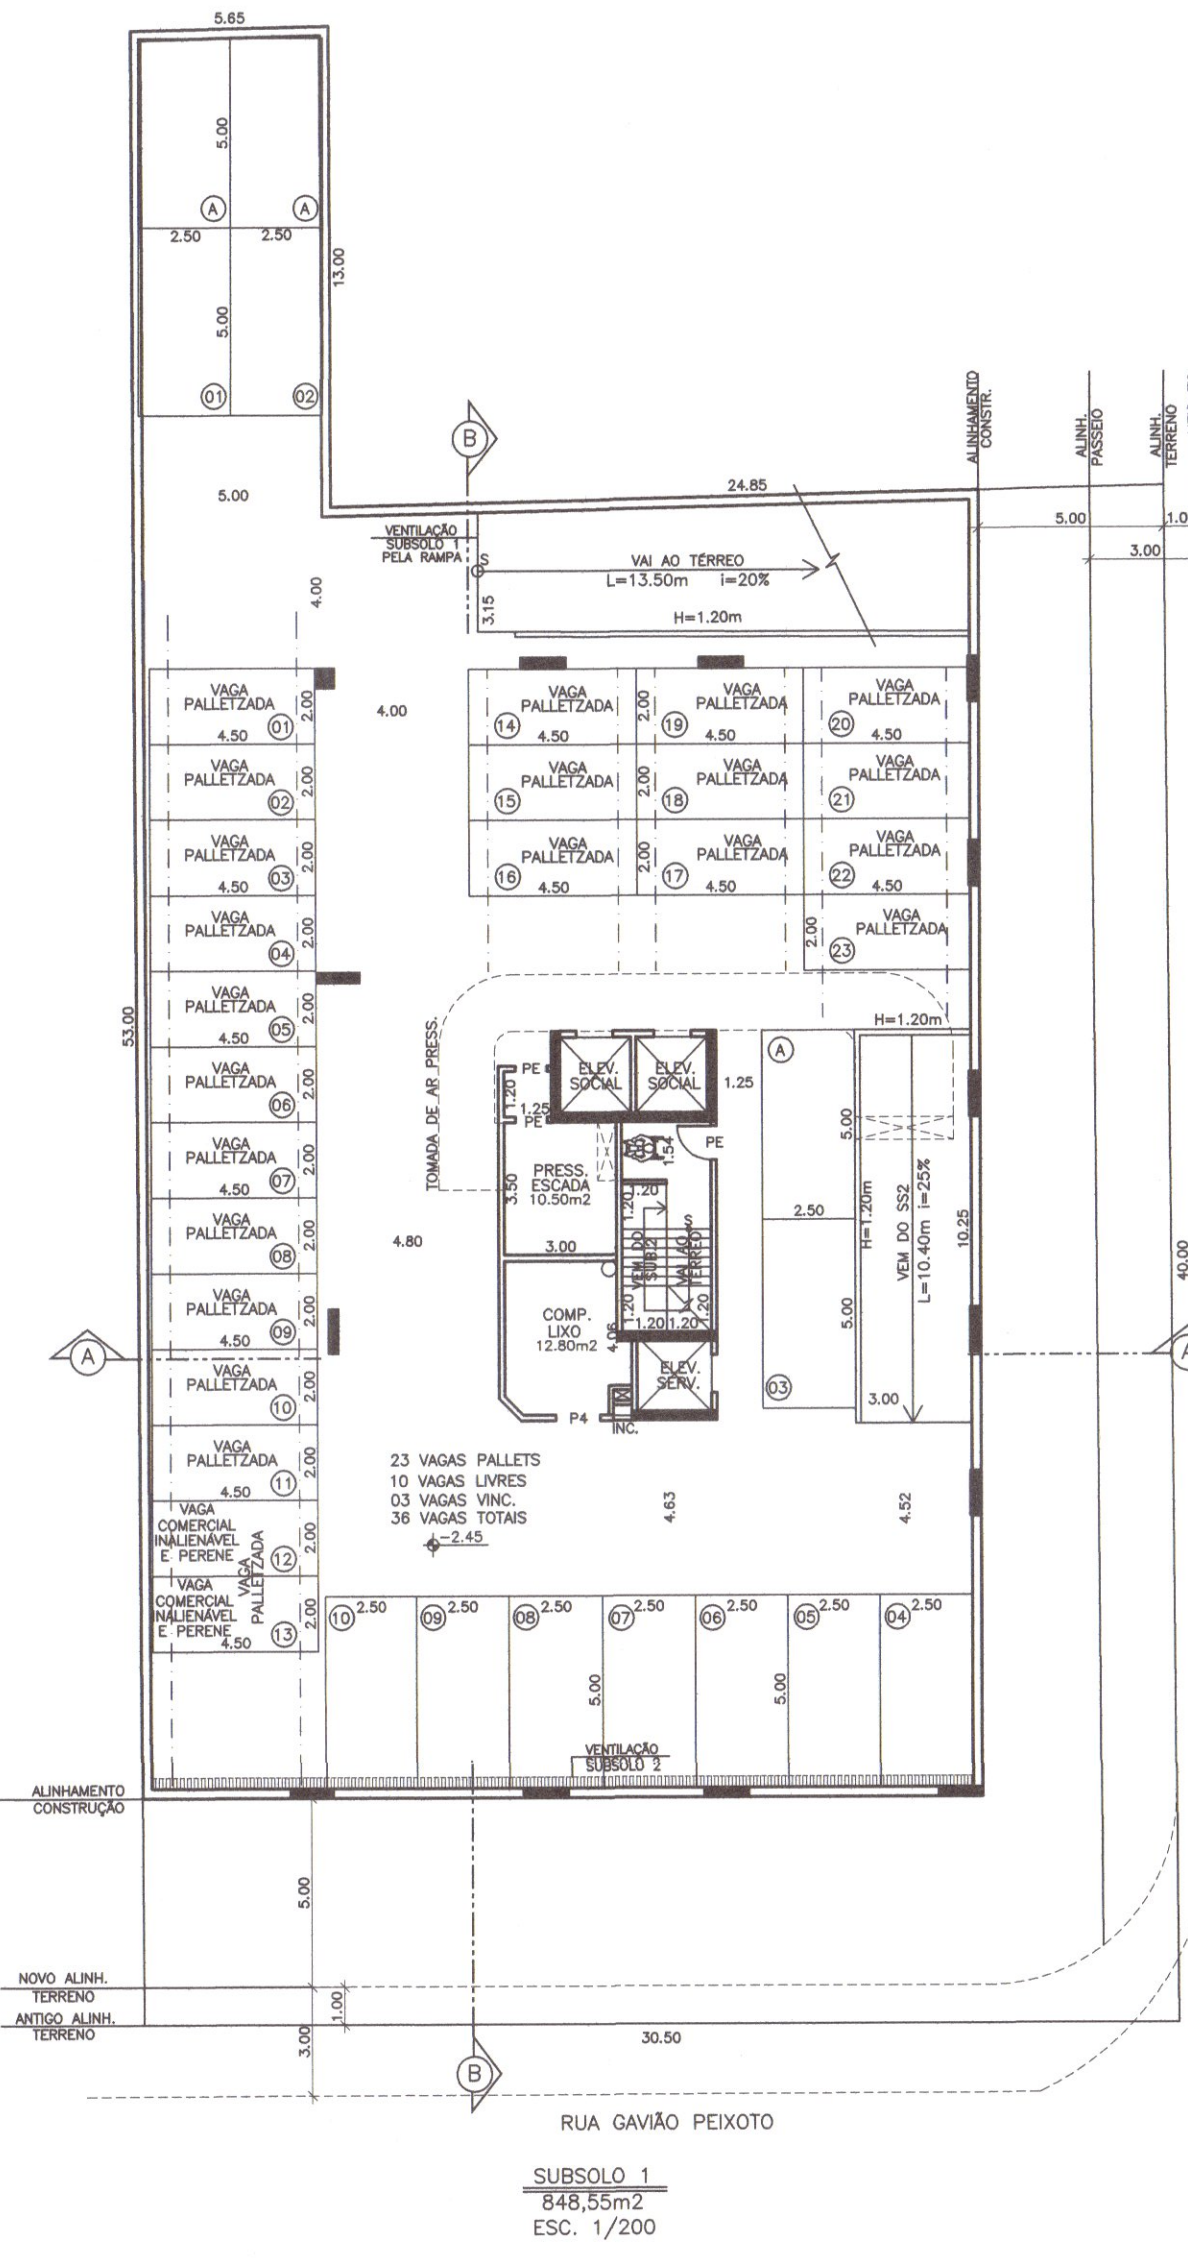 5.65
5.00
A
A
2.50
2.50
13.00
5.00
01
02
B
ALINHAMENTO
CONSTR.
ALINH.
PASSEIO
ALINH.
TERRENO
5.00
24.85
5.00
1.0
3.00
VENTILAÇÃO
SUBSOLO 1
PELA RAMPA
S
VAI AO TÉRREO
L=13.50m i=20%
3.15
H=1.20m
4.00
4.00
VAGA
PALLETZADA
01
4.50
2.00
VAGA
PALLETZADA
02
2.00
VAGA
PALLETZADA
03
4.50
2.00
VAGA
PALLETZADA
04
2.00
VAGA
PALLETZADA
05
4.50
2.00
VAGA
PALLETZADA
06
2.00
VAGA
PALLETZADA
07
4.50
2.00
VAGA
PALLETZADA
08
2.00
VAGA
PALLETZADA
09
4.50
2.00
VAGA
PALLETZADA
10
2.00
VAGA
PALLETZADA
11
4.50
2.00
VAGA
COMERCIAL
INALIENÁVEL
E PERENE
12
2.00
VAGA
PALLETZADA
VAGA
COMERCIAL
INALIENÁVEL
E PERENE
13
4.50
2.00
VAGA
PALLETZADA
14
4.50
2.00
VAGA
PALLETZADA
19
4.50
VAGA
PALLETZADA
20
4.50
VAGA
PALLETZADA
15
2.00
VAGA
PALLETZADA
18
VAGA
PALLETZADA
21
VAGA
PALLETZADA
16
4.50
2.00
VAGA
PALLETZADA
17
4.50
VAGA
PALLETZADA
22
4.50
2.00
VAGA
PALLETZADA
23
53.00
TOMADA DE AR PRESS.
H=1.20m
PE
1.20
1.25
PE
ELEV.
SOCIAL
ELEV.
SOCIAL
1.25
A
5.00
2.50
5.00
03
H=1.20m
VEM DO SS2
L=10.40m i=25%
10.25
3.00
40.00
PRESS.
ESCADA
10.50m2
3.50
3.00
1.54
PE
1.20
1.20
VEM DO
SUB.2
S
VAI AO
TÉRREO
1.20
1.20
1.20
1.20
4.80
COMP.
LIXO
12.80m2
4.06
ELEV.
SERV.
P4
INC.
A
A
23 VAGAS PALLETS
10 VAGAS LIVRES
03 VAGAS VINC.
36 VAGAS TOTAIS
-2.45
4.63
4.52
10
2.50
09
2.50
08
2.50
07
2.50
06
2.50
05
2.50
04
2.50
5.00
5.00
VENTILAÇÃO
SUBSOLO 2
ALINHAMENTO
CONSTRUÇÃO
5.00
NOVO ALINH.
TERRENO
ANTIGO ALINH.
TERRENO
1.00
3.00
30.50
B
RUA GAVIÃO PEIXOTO
SUBSOLO 1
848,55m2
ESC. 1/200